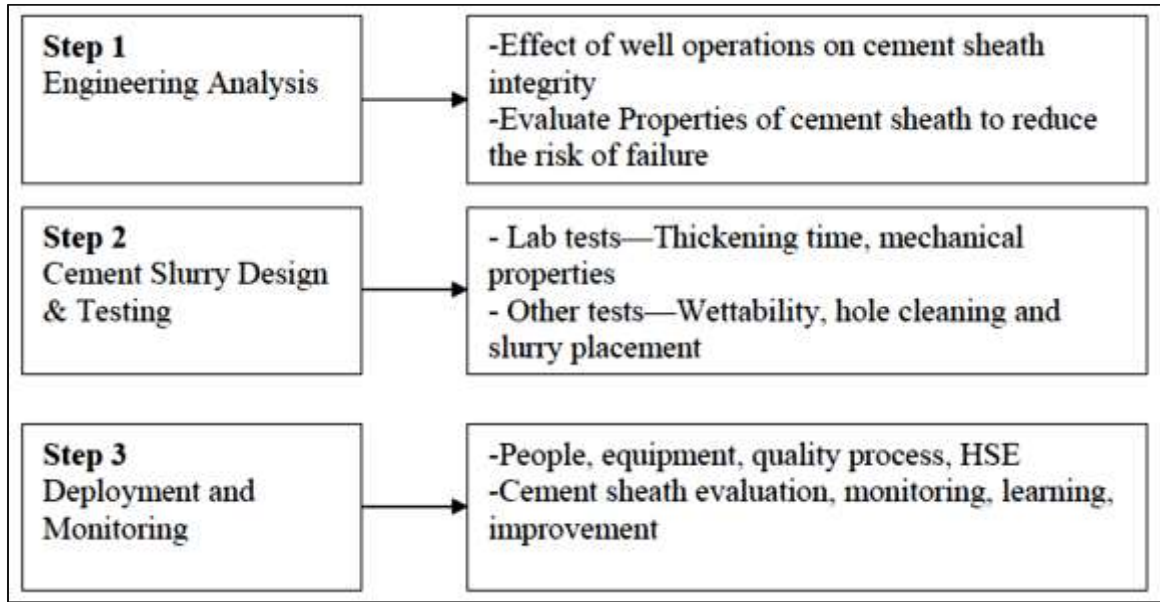 Step 1
Engineering Analysis
-Effect of well operations on cement sheath
integrity
-Evaluate Properties of cement sheath to reduce
the risk of failure
Step 2
Cement Slurry Design
& Testing
- Lab tests—Thickening time, mechanical
properties
- Other tests—Wettability, hole cleaning and
slurry placement
Step 3
Deployment and
Monitoring
-People, equipment, quality process, HSE
-Cement sheath evaluation, monitoring, learning,
improvement